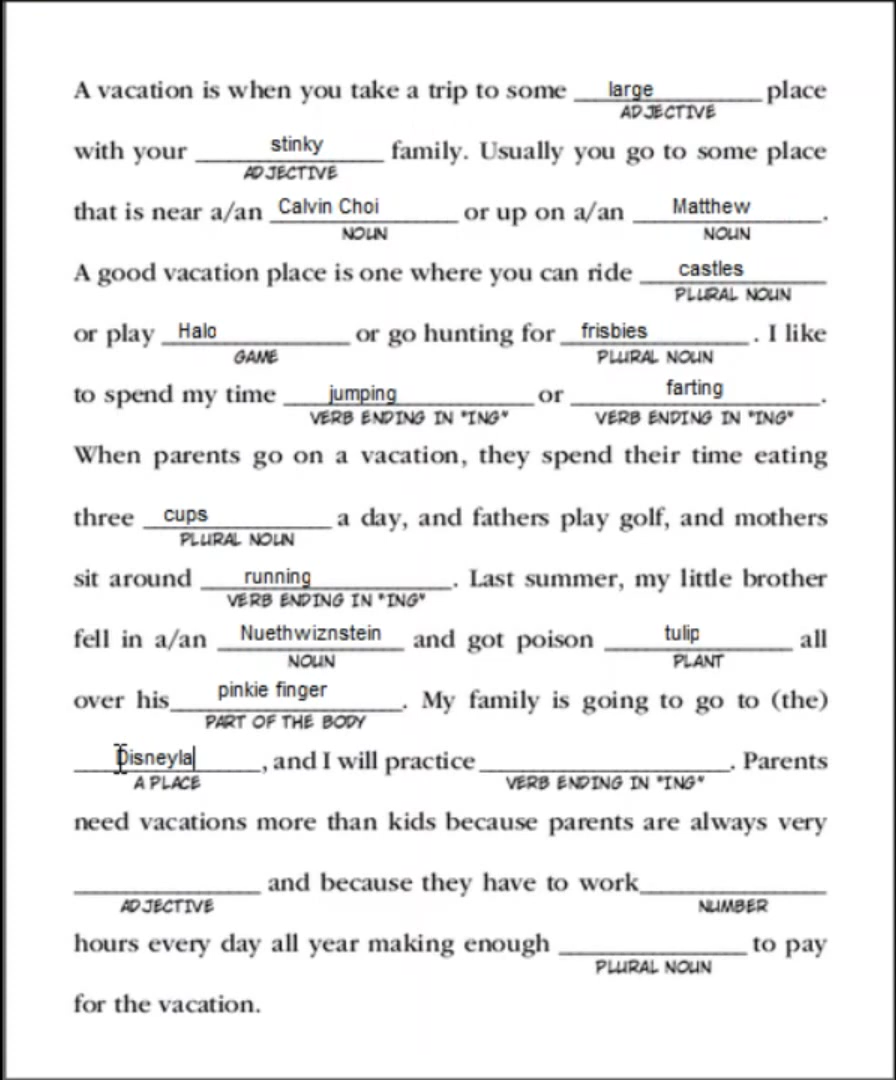 A vacation is when you take a trip to some large place
ADJECTIVE
with your stinky family. Usually you go to some place
ADJECTIVE
that is near a/an Calvin Choi or up on a/an Matthew.
NOUN NOUN
A good vacation place is one where you can ride castles
PLURAL NOUN
or play Halo or go hunting for frisbies. I like
GAME PLURAL NOUN
to spend my time jumping or farting.
VERB ENDING IN "ING" VERB ENDING IN "ING"
When parents go on a vacation, they spend their time eating
three cups a day, and fathers play golf, and mothers
PLURAL NOUN
sit around running. Last summer, my little brother
VERB ENDING IN "ING"
fell in a/an Nuethwiznstein and got poison tulip all
NOUN PLANT
over his pinkie finger. My family is going to go to (the)
PART OF THE BODY
Disneyla, and I will practice ____. Parents
A PLACE VERB ENDING IN "ING"
need vacations more than kids because parents are always very
____ and because they have to work ____
ADJECTIVE NUMBER
hours every day all year making enough ____ to pay
PLURAL NOUN
for the vacation.